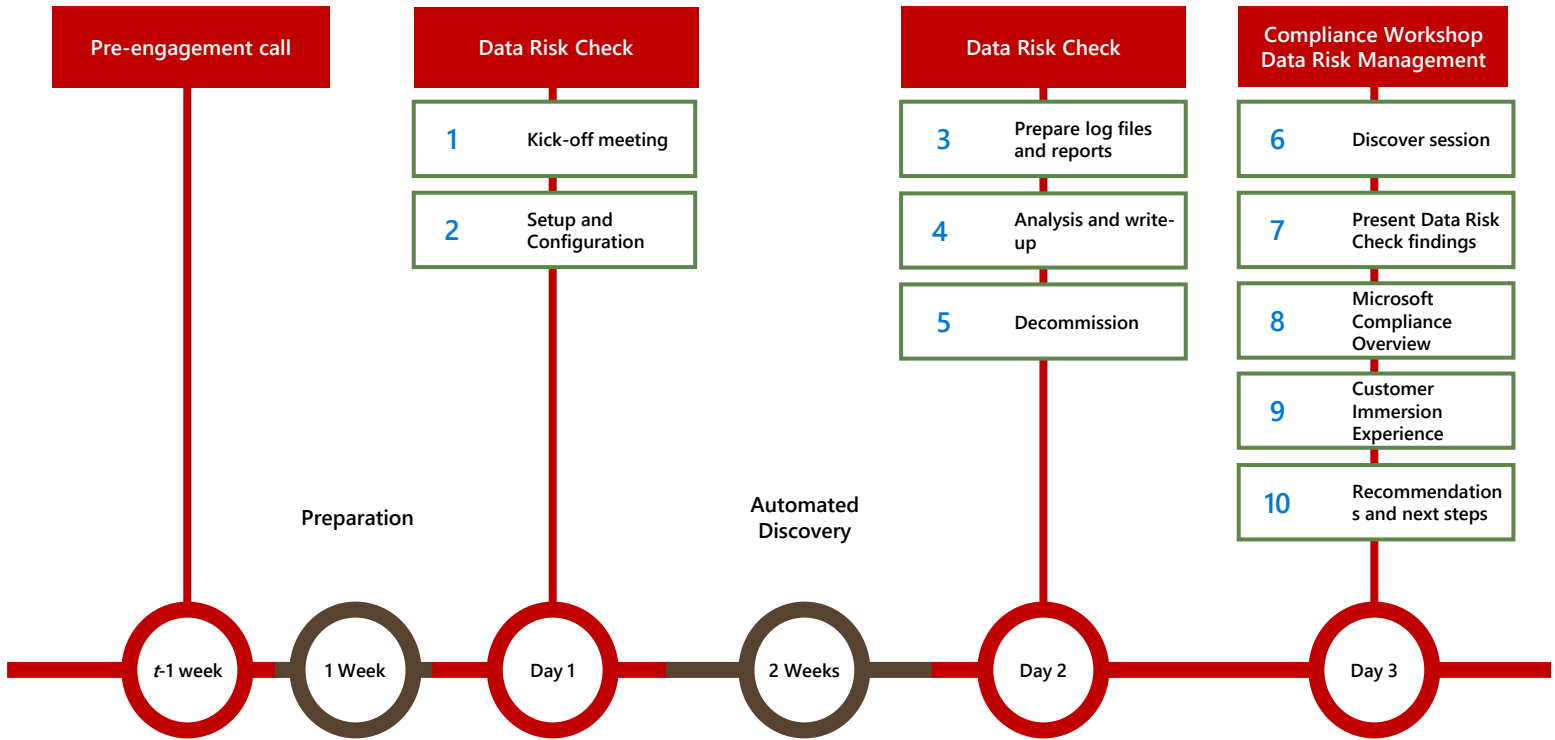 Pre-engagement call
Data Risk Check
1
Kick-off meeting
2
Setup and
Configuration
Data Risk Check
3
Prepare log files
and reports
4
Analysis and write-
up
5
Decommission
Compliance Workshop
Data Risk Management
6
Discover session
7
Present Data Risk
Check findings
8
Microsoft
Compliance
Overview
9
Customer
Immersion
Experience
10
Recommendation
s and next steps
Preparation
Automated
Discovery
t-1 week
1 Week
Day 1
2 Weeks
Day 2
Day 3